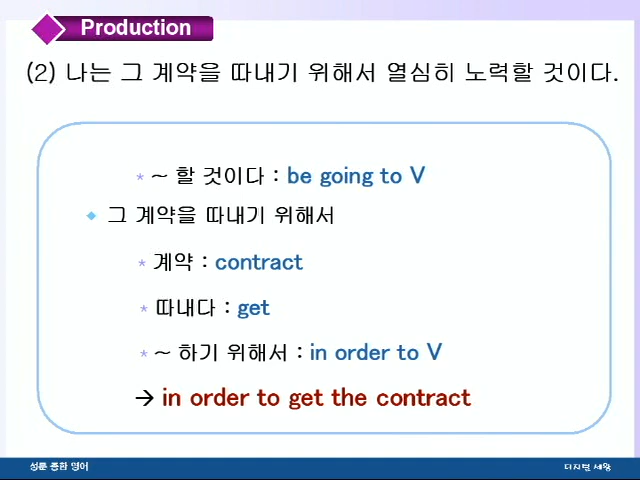 Production
(2) 나는 그 계약을 따내기 위해서 열심히 노력할 것이다.
* ~ 할 것이다 : be going to V
◆ 그 계약을 따내기 위해서
* 계약 : contract
* 따내다 : get
* ~ 하기 위해서 : in order to V
→ in order to get the contract
성문 종합 영어
디지털 세왕